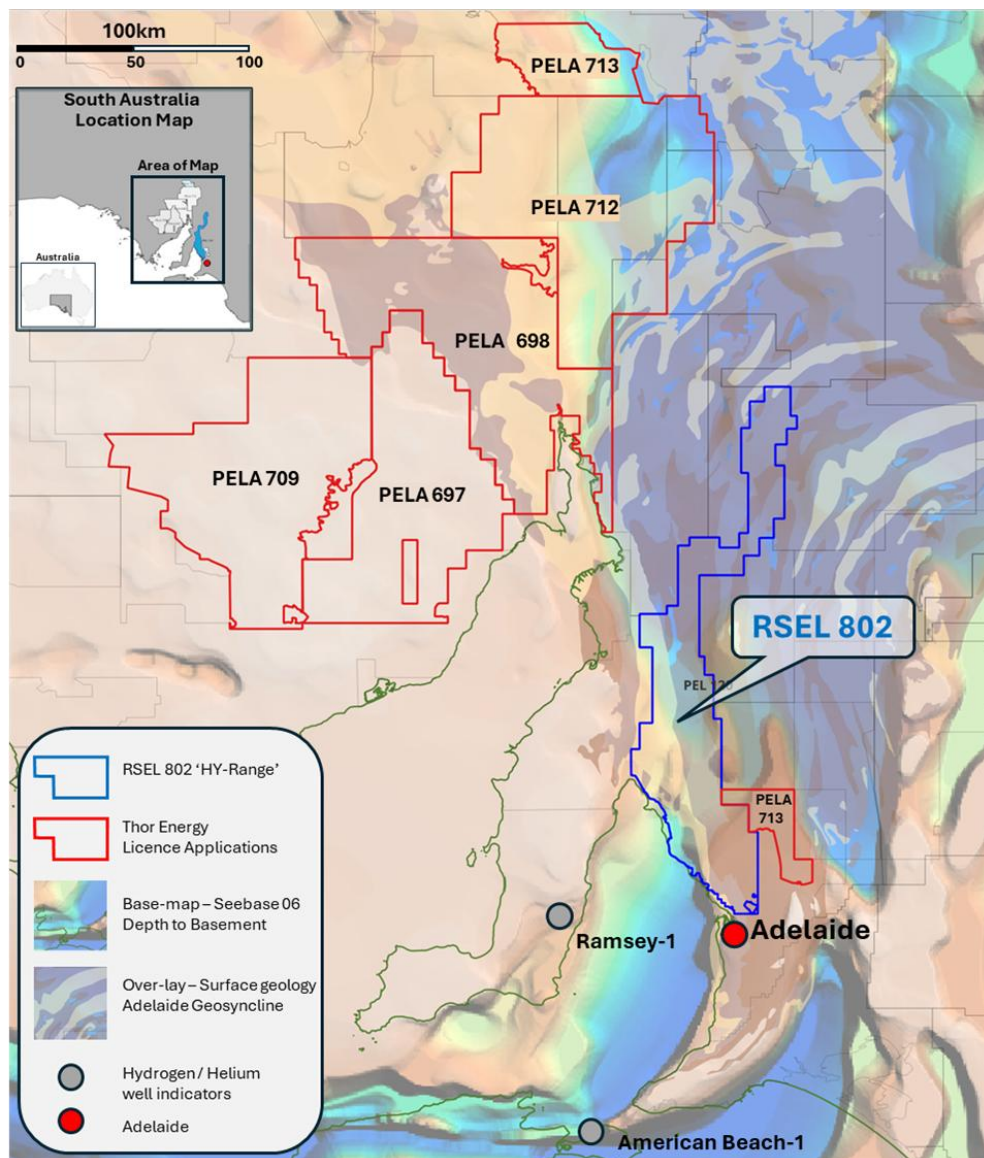 100km
0 50 100
South Australia
Location Map
Area of Map
Australia
PELA 713
PELA 712
PELA 698
PELA 709
PELA 697
RSEL 802
PEL 120
PELA
713
Adelaide
Ramsey-1
American Beach-1
RSEL 802 ‘HY-Range’
Thor Energy
Licence Applications
Base-map – Seebase 06
Depth to Basement
Over-lay – Surface geology
Adelaide Geosyncline
Hydrogen / Helium
well indicators
Adelaide